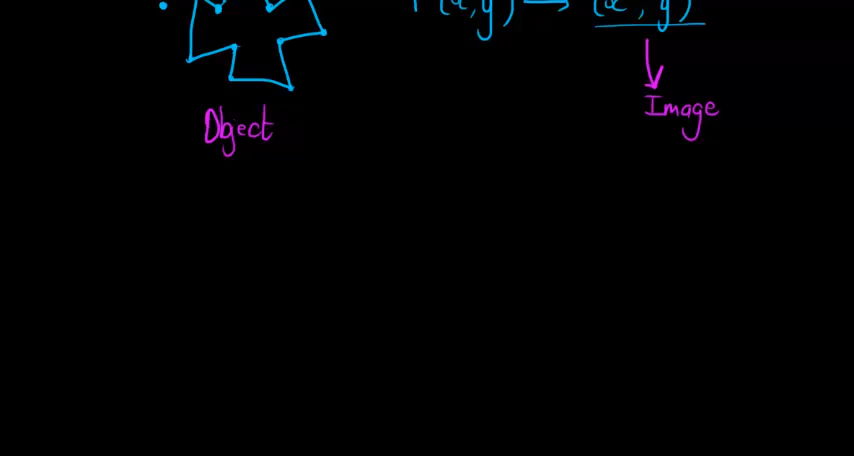 (x,y) → (x', y')
Object
Image